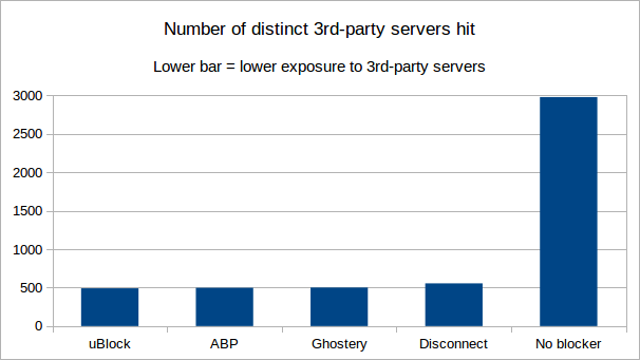 Number of distinct 3rd-party servers hit
Lower bar = lower exposure to 3rd-party servers
3000
2500
2000
1500
1000
500
0
uBlock ABP Ghostery Disconnect No blocker